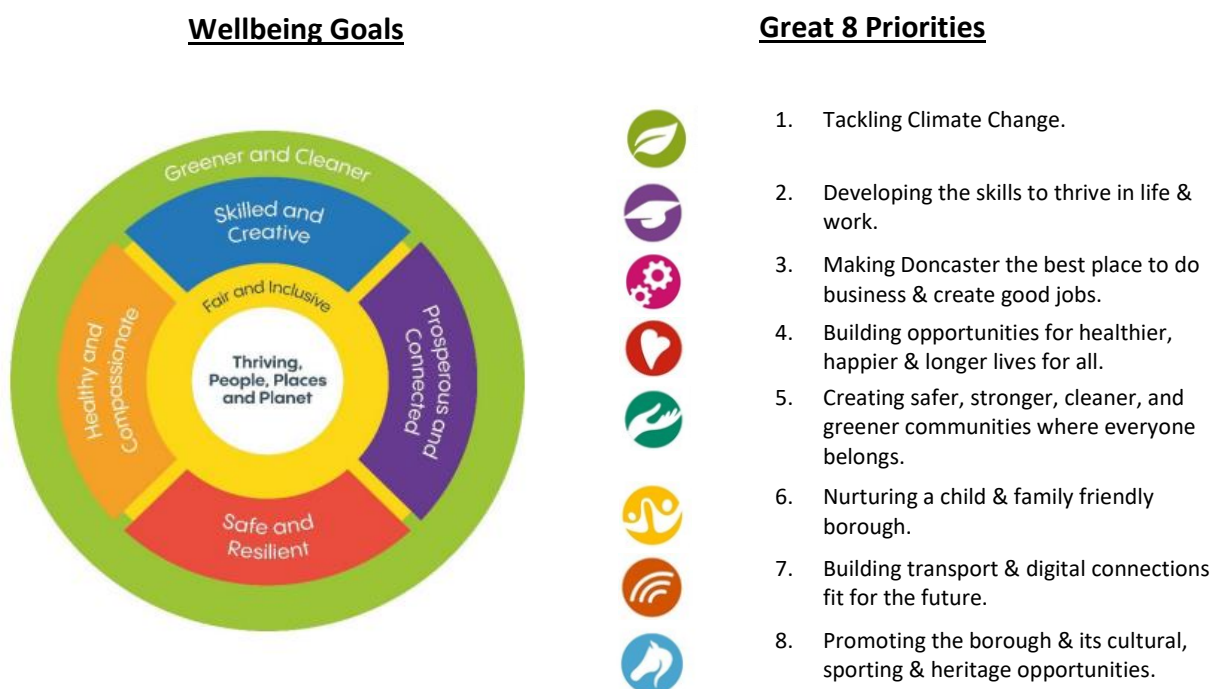 Wellbeing Goals
Greener and Cleaner
Skilled and
Creative
Fair and Inclusive
Healthy and
Compassionate
Thriving,
People, Places
and Planet
Prosperous and
Connected
Safe and
Resilient
Great 8 Priorities
1. Tackling Climate Change.
2. Developing the skills to thrive in life &
work.
3. Making Doncaster the best place to do
business & create good jobs.
4. Building opportunities for healthier,
happier & longer lives for all.
5. Creating safer, stronger, cleaner, and
greener communities where everyone
belongs.
6. Nurturing a child & family friendly
borough.
7. Building transport & digital connections
fit for the future.
8. Promoting the borough & its cultural,
sporting & heritage opportunities.